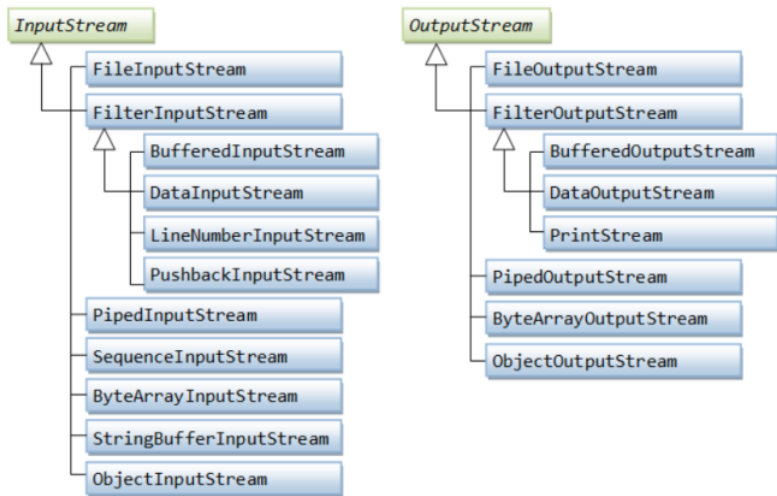 InputStream
FileInputStream
FilterInputStream
BufferedInputStream
DataInputStream
LineNumberInputStream
PushbackInputStream
PipedInputStream
SequenceInputStream
ByteArrayInputStream
StringBufferInputStream
ObjectInputStream
OutputStream
FileOutputStream
FilterOutputStream
BufferedOutputStream
DataOutputStream
PrintStream
PipedOutputStream
ByteArrayOutputStream
ObjectOutputStream